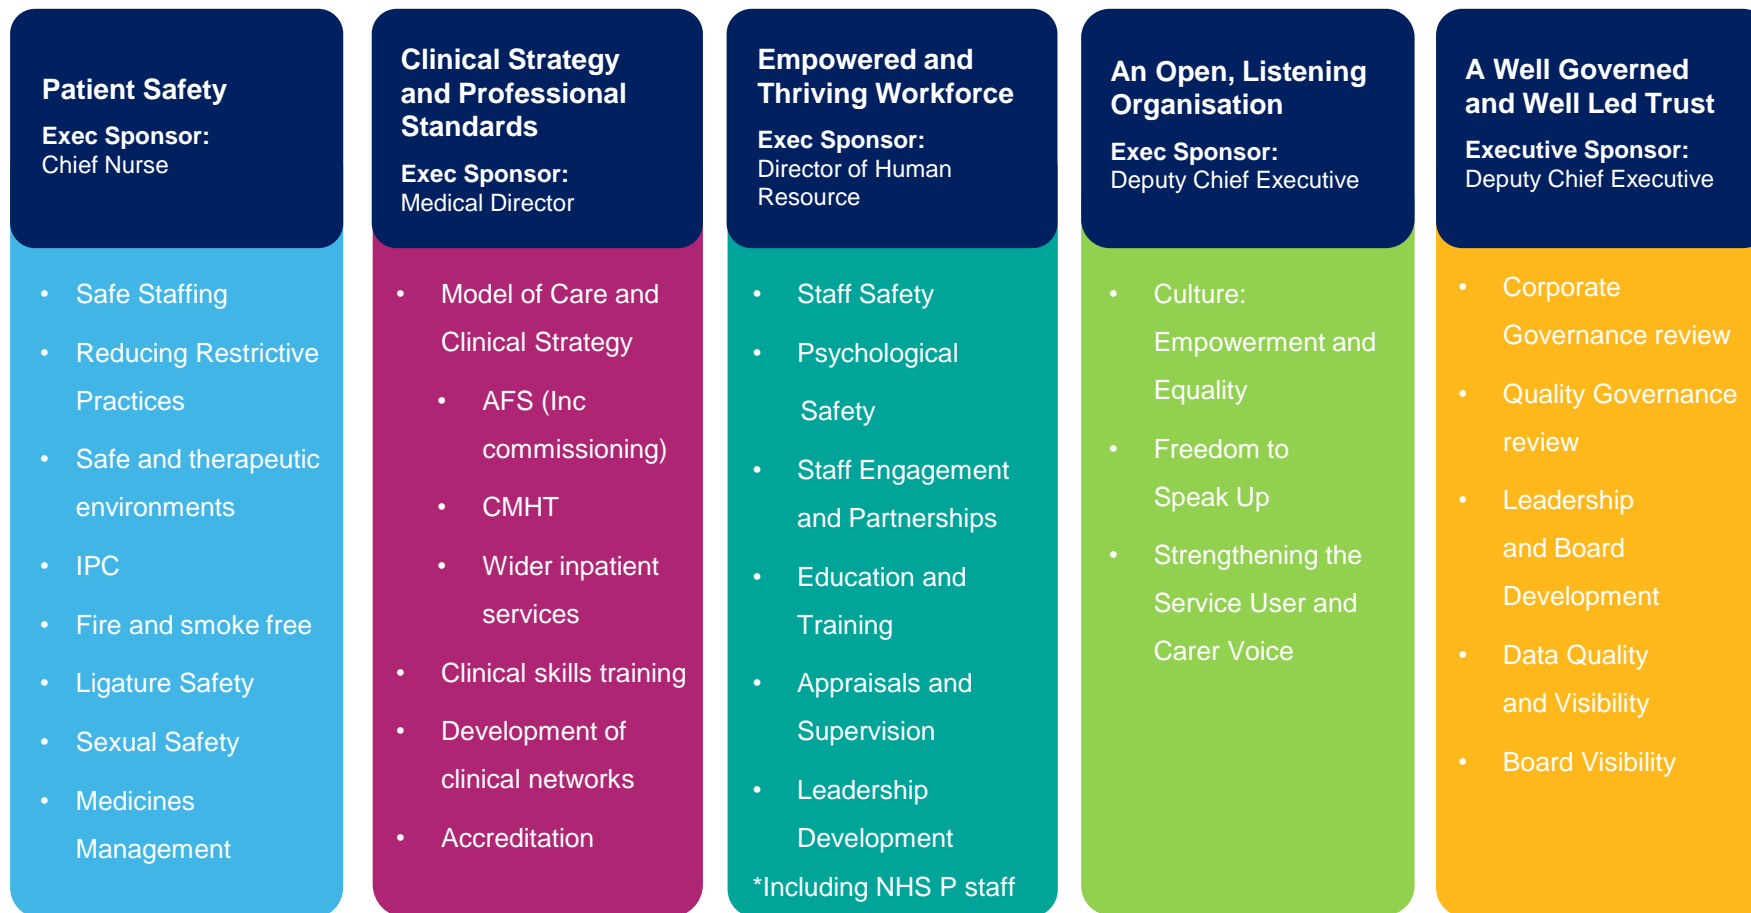 Patient Safety
Exec Sponsor:
Chief Nurse
• Safe Staffing
• Reducing Restrictive
Practices
• Safe and therapeutic
environments
• IPC
• Fire and smoke free
• Ligature Safety
• Sexual Safety
• Medicines
Management
Clinical Strategy
and Professional
Standards
Exec Sponsor:
Medical Director
• Model of Care and
Clinical Strategy
• AFS (Inc
commissioning)
• CMHT
• Wider inpatient
services
• Clinical skills training
• Development of
clinical networks
• Accreditation
Empowered and
Thriving Workforce
Exec Sponsor:
Director of Human
Resource
• Staff Safety
• Psychological
Safety
• Staff Engagement
and Partnerships
• Education and
Training
• Appraisals and
Supervision
• Leadership
Development
*Including NHS P staff
An Open, Listening
Organisation
Exec Sponsor:
Deputy Chief Executive
• Culture:
Empowerment and
Equality
• Freedom to
Speak Up
• Strengthening the
Service User and
Carer Voice
A Well Governed
and Well Led Trust
Executive Sponsor:
Deputy Chief Executive
• Corporate
Governance review
• Quality Governance
review
• Leadership
and Board
Development
• Data Quality
and Visibility
• Board Visibility